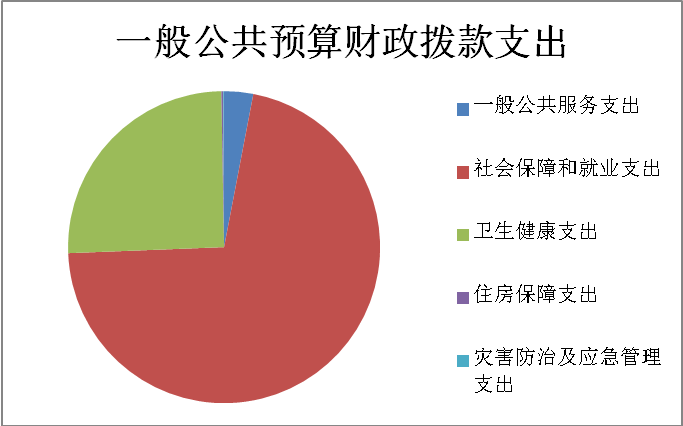 一般公共预算财政拨款支出
一般公共服务支出
社会保障和就业支出
卫生健康支出
住房保障支出
灾害防治及应急管理
支出